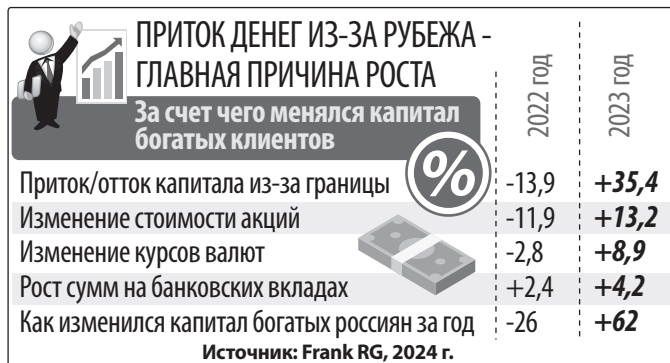 ПРИТОК ДЕНЕГ ИЗ-ЗА РУБЕЖА -
ГЛАВНАЯ ПРИЧИНА РОСТА
За счет чего менялся капитал
богатых клиентов
%
2022 год
2023 год
Приток/отток капитала из-за границы -13,9 +35,4
Изменение стоимости акций -11,9 +13,2
Изменение курсов валют -2,8 +8,9
Рост сумм на банковских вкладах +2,4 +4,2
Как изменился капитал богатых россиян за год -26 +62
Источник: Frank RG, 2024 г.